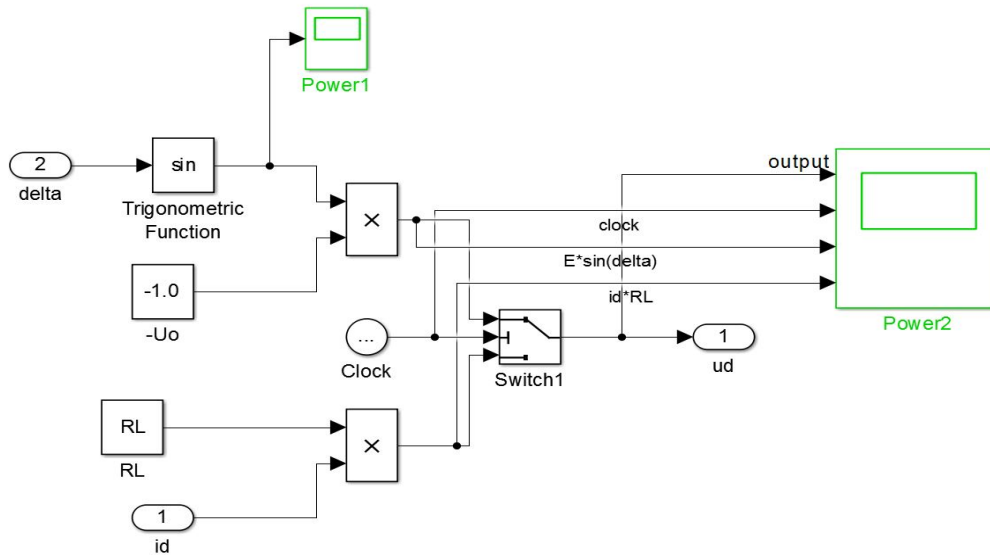 Power1
2
sin
output
delta
Trigonometric
Function
×
clock
-1.0
E*sin(delta)
-Uo
id*RL
Power2
...
1
Clock
Switch1
ud
RL
×
RL
1
id